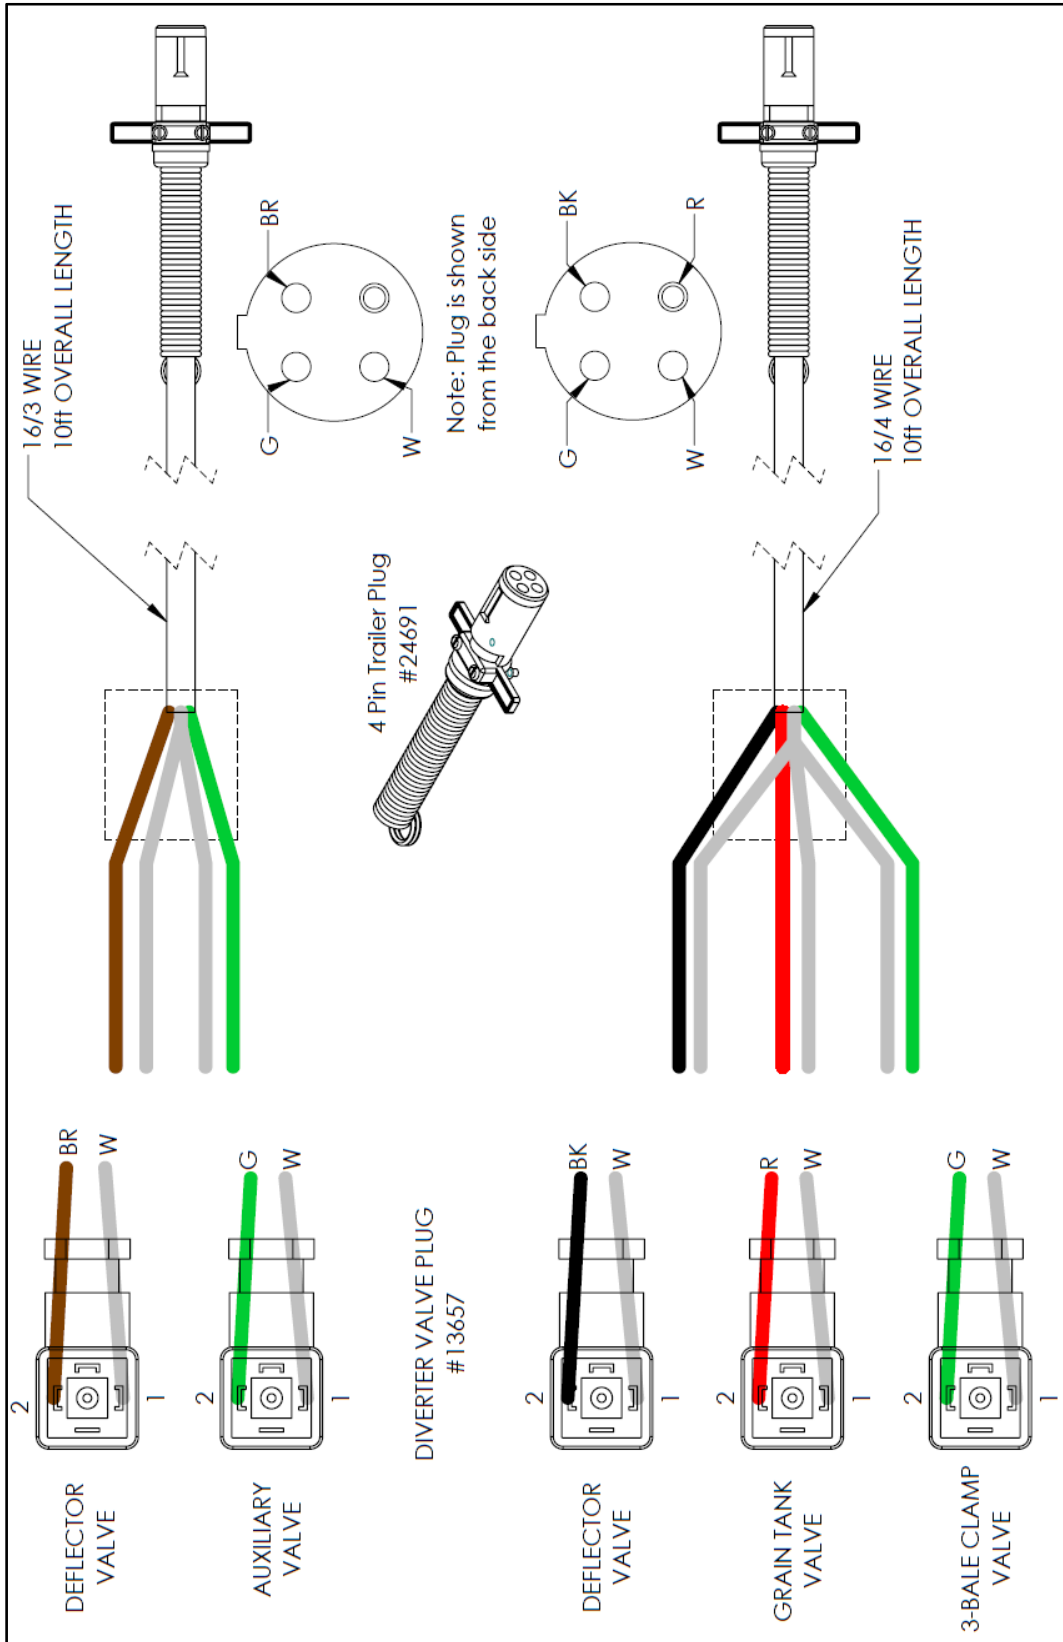 DEFLECTOR
VALVE
2
1
BR
W
16/3 WIRE
10ft OVERALL LENGTH
AUXILIARY
VALVE
2
1
G
W
G
BR
W
DIVERTER VALVE PLUG
#13657
4 Pin Trailer Plug
#24691
Note: Plug is shown
from the back side
DEFLECTOR
VALVE
2
1
BK
W
G
BK
W
R
GRAIN TANK
VALVE
2
1
R
W
16/4 WIRE
10ft OVERALL LENGTH
3-BALE CLAMP
VALVE
2
1
G
W